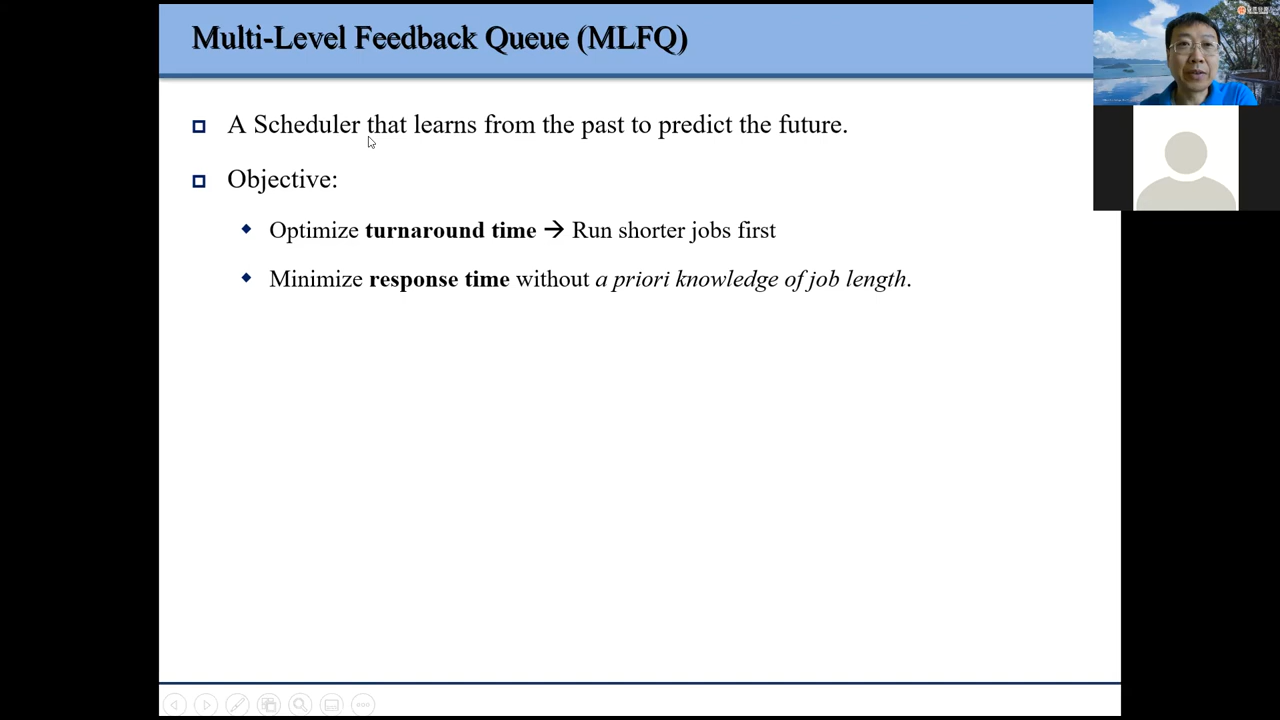 Multi-Level Feedback Queue (MLFQ)
A Scheduler that learns from the past to predict the future.
Objective:
Optimize turnaround time → Run shorter jobs first
Minimize response time without a priori knowledge of job length.